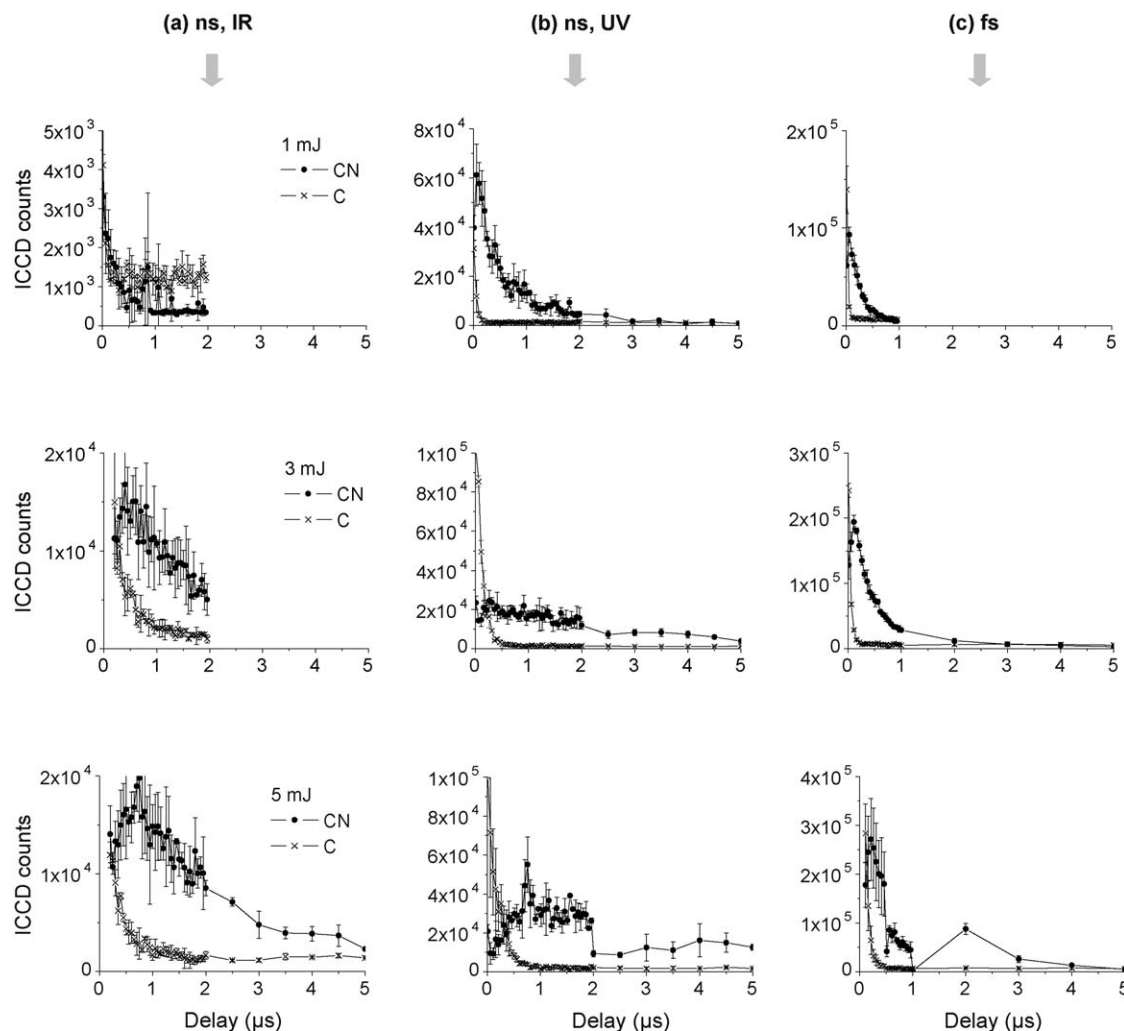 (a) ns, IR
(b) ns, UV
(c) fs
ICCD counts
5x10³
4x10³
3x10³
2x10³
1x10³
0
0 1 2 3 4 5
1 mJ
CN
C
8x10⁴
6x10⁴
4x10⁴
2x10⁴
0
0 1 2 3 4 5
2x10⁵
1x10⁵
0
0 1 2 3 4 5
ICCD counts
2x10⁴
1x10⁴
0
0 1 2 3 4 5
3 mJ
CN
C
1x10⁵
8x10⁴
6x10⁴
4x10⁴
2x10⁴
0
0 1 2 3 4 5
3x10⁵
2x10⁵
1x10⁵
0
0 1 2 3 4 5
ICCD counts
2x10⁴
1x10⁴
0
0 1 2 3 4 5
5 mJ
CN
C
Delay (µs)
1x10⁵
8x10⁴
6x10⁴
4x10⁴
2x10⁴
0
0 1 2 3 4 5
Delay (µs)
4x10⁵
3x10⁵
2x10⁵
1x10⁵
0
0 1 2 3 4 5
Delay (µs)